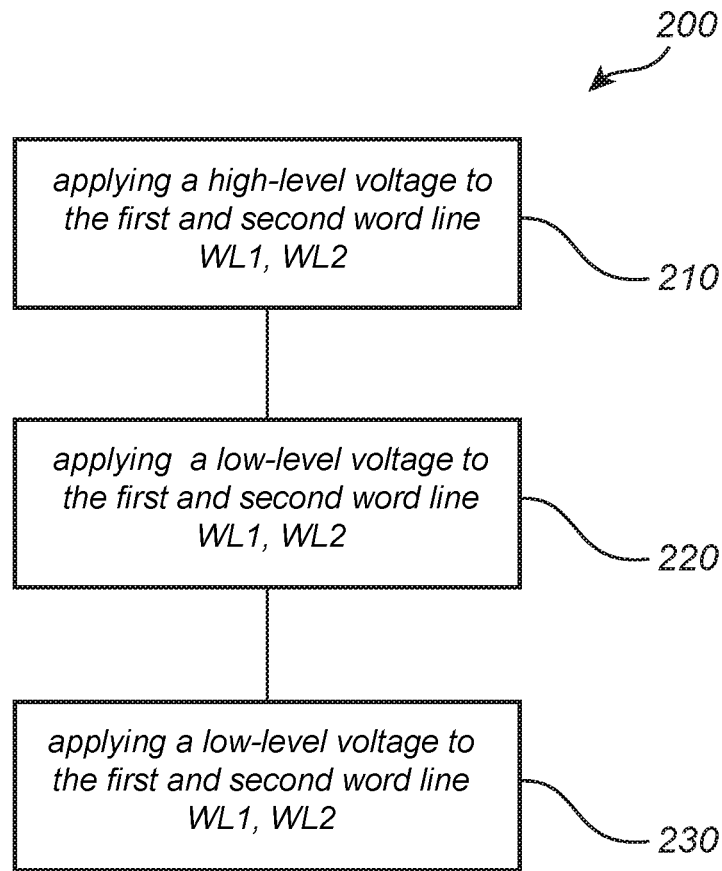 200
applying a high-level voltage to
the first and second word line
WL1, WL2
210
applying a low-level voltage to
the first and second word line
WL1, WL2
220
applying a low-level voltage to
the first and second word line
WL1, WL2
230